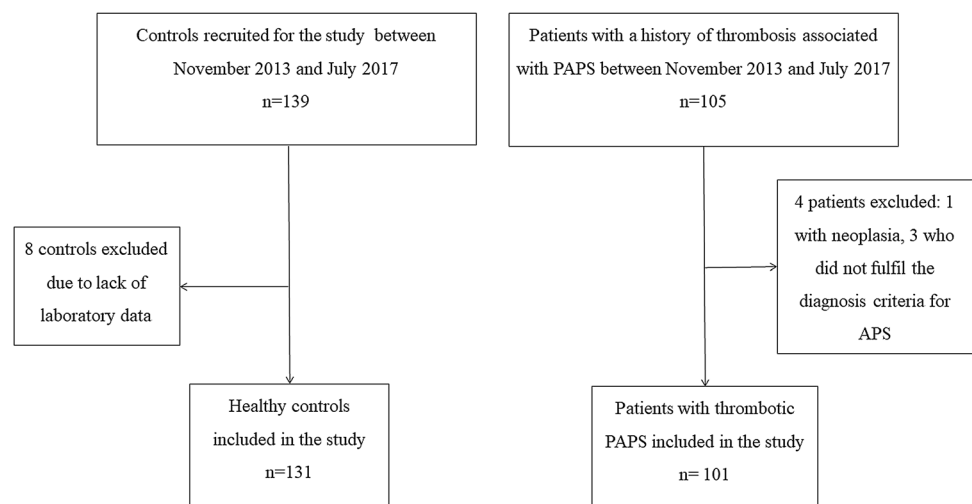 Controls recruited for the study between
November 2013 and July 2017
n=139
8 controls excluded
due to lack of
laboratory data
Healthy controls
included in the study
n=131
Patients with a history of thrombosis associated
with PAPS between November 2013 and July 2017
n=105
4 patients excluded: 1
with neoplasia, 3 who
did not fulfil the
diagnosis criteria for
APS
Patients with thrombotic
PAPS included in the study
n= 101